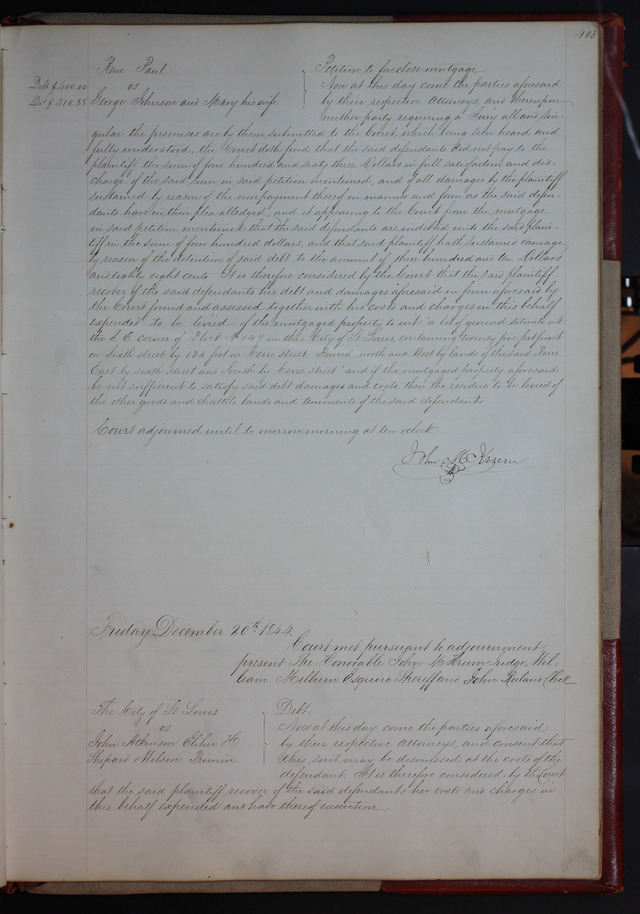 403
Rene Paul Petition to foreclose mortgage
Debt $400.00 vs Now at this day come the parties aforesaid
Dam $310.88 George Johnson and Mary his wife by their respective Attorneys, and thereupon
neither party requiring a Jury all and sin-
gular the premises are by them submitted to the Court, which being seen heard and
fully understood, the Court doth find that the said defendants did not pay to the
plaintiff the sum of four hundred and sixty three Dollars in full satisfaction and dis-
charge of the said sum in said petition mentioned, and of all damages by the plaintiff
sustained by reason of the nonpayment thereof in manner and form as the said defen-
dants have in their plea alledged, and it appearing to the Court from the mortgage
in said petition mentioned that the said defendants are indebted unto the said plain-
tiff in the sum of four hundred dollars, and that said plaintiff hath sustained damage
by reason of the detention of said debt to the amount of three hundred and ten Dollars
and eighty eight cents It is therefore considered by the Court that the said plaintiff
recover of the said defendants his debt and damages aforesaid in form aforesaid by
the Court found and assessed together with his costs and charges in this behalf
expended to be levied of the mortgaged property to wit "a lot of ground situate at
the S. E. corner of Block No 147 in this City of St Louis, containing twenty five feet front
on Sixth street by 124 feet on Cerre street Bound north and West by lands of the said Rene
East by sixth street and South by Cerre street" and if the mortgaged property aforesaid
be not sufficient to satisfy said debt damages and costs, then the residue to be levied of
the other goods and chattels lands and tenements of the said defendants
Court adjourned until to morrow morning at ten oclock
John M. Krum
Friday December 20th 1844.
Court met pursuant to adjournment,
present the Honorable John M Krum Judge, Wil-
liam Milburn Esquire Sheriff and John Ruland Clerk
The City of St Louis Debt
vs Now at this day come the parties aforesaid
John Atkinson Elihu H by their respective Attorneys, and consent that
Shepard & Wilson Primm this suit may be dismissed at the costs of the
defendant. It is therefore considered by the Court
that the said plaintiff recover of the said defendants her costs and charges in
this behalf expended and have thereof execution.